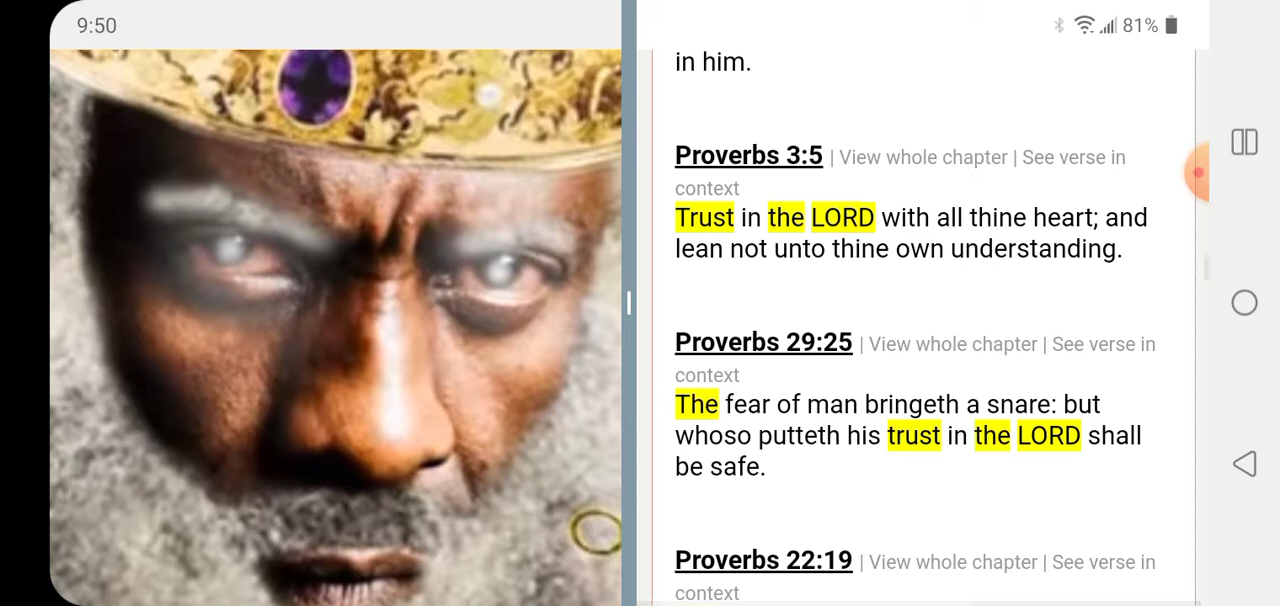 9:50
81%
in him.
Proverbs 3:5 | View whole chapter | See verse in
context
Trust in the LORD with all thine heart; and
lean not unto thine own understanding.
Proverbs 29:25 | View whole chapter | See verse in
context
The fear of man bringeth a snare: but
whoso putteth his trust in the LORD shall
be safe.
Proverbs 22:19 | View whole chapter | See verse in
context